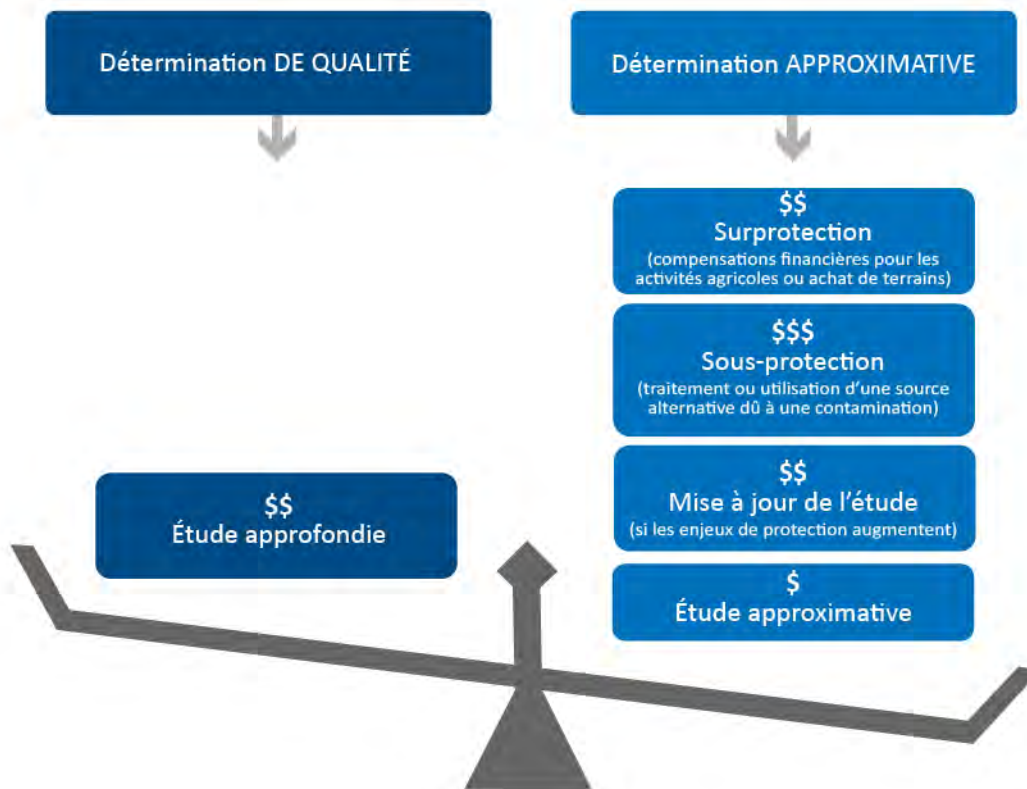 Détermination DE QUALITÉ
Détermination APPROXIMATIVE
$$
Surprotection
(compensations financières pour les
activités agricoles ou achat de terrains)
$$$
Sous-protection
(traitement ou utilisation d'une source
alternative dû à une contamination)
$$
Mise à jour de l'étude
(si les enjeux de protection augmentent)
$
Étude approximative
$$
Étude approfondie